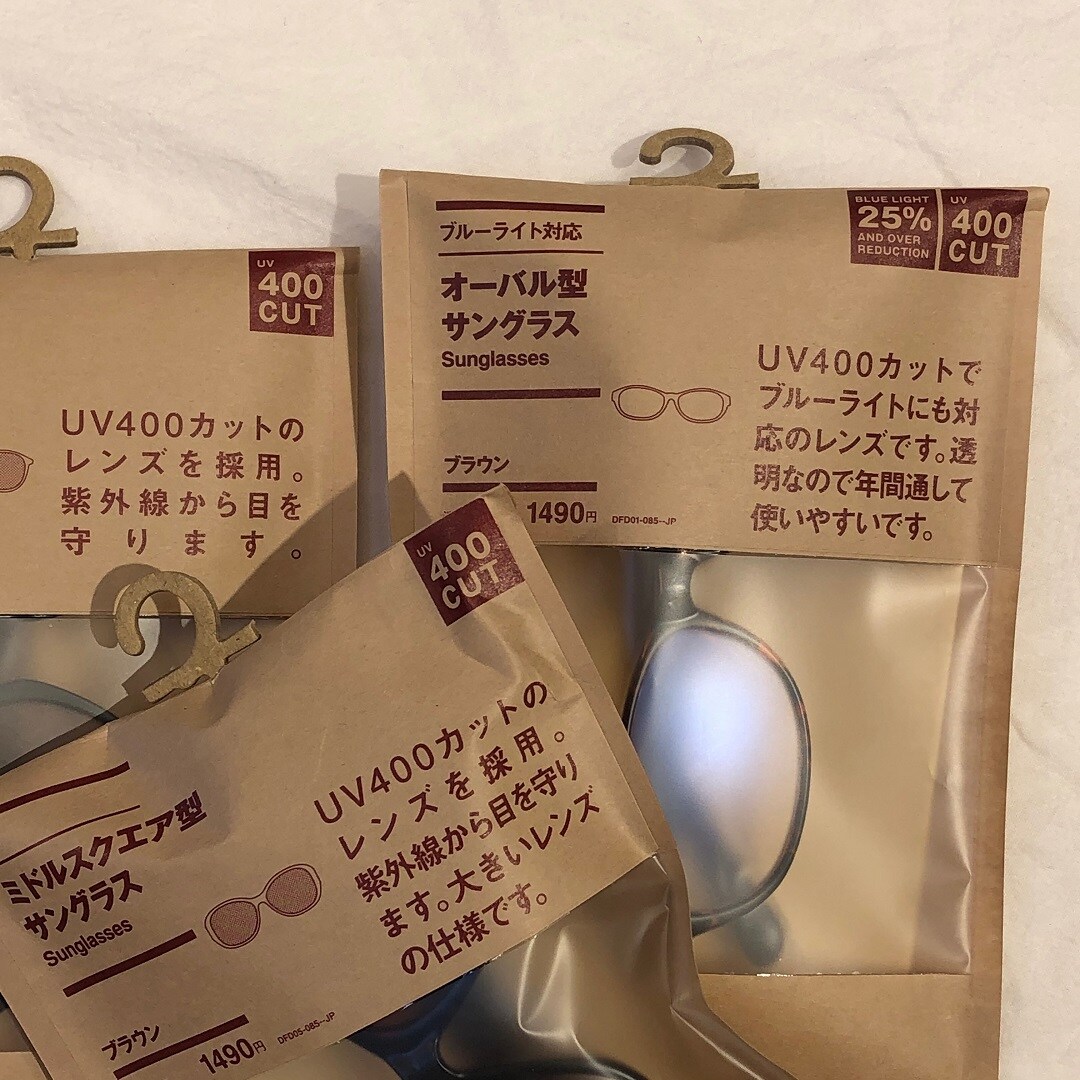 UV
400
CUT
UV400カットの
レンズを採用。
紫外線から目を
守ります。
ブルーライト対応
オーバル型
サングラス
Sunglasses
ブラウン
1490円
DFD01-08S--JP
BLUE LIGHT
25%
AND OVER
REDUCTION
UV
400
CUT
UV400カットで
ブルーライトにも対
応のレンズです。透
明なので年間通して
使いやすいです。
UV
400
CUT
ミドルスクエア型
サングラス
Sunglasses
ブラウン
1490円
DFD05-08S--JP
UV400カットの
レンズを採用。
紫外線から目を守り
ます。大きいレンズ
の仕様です。